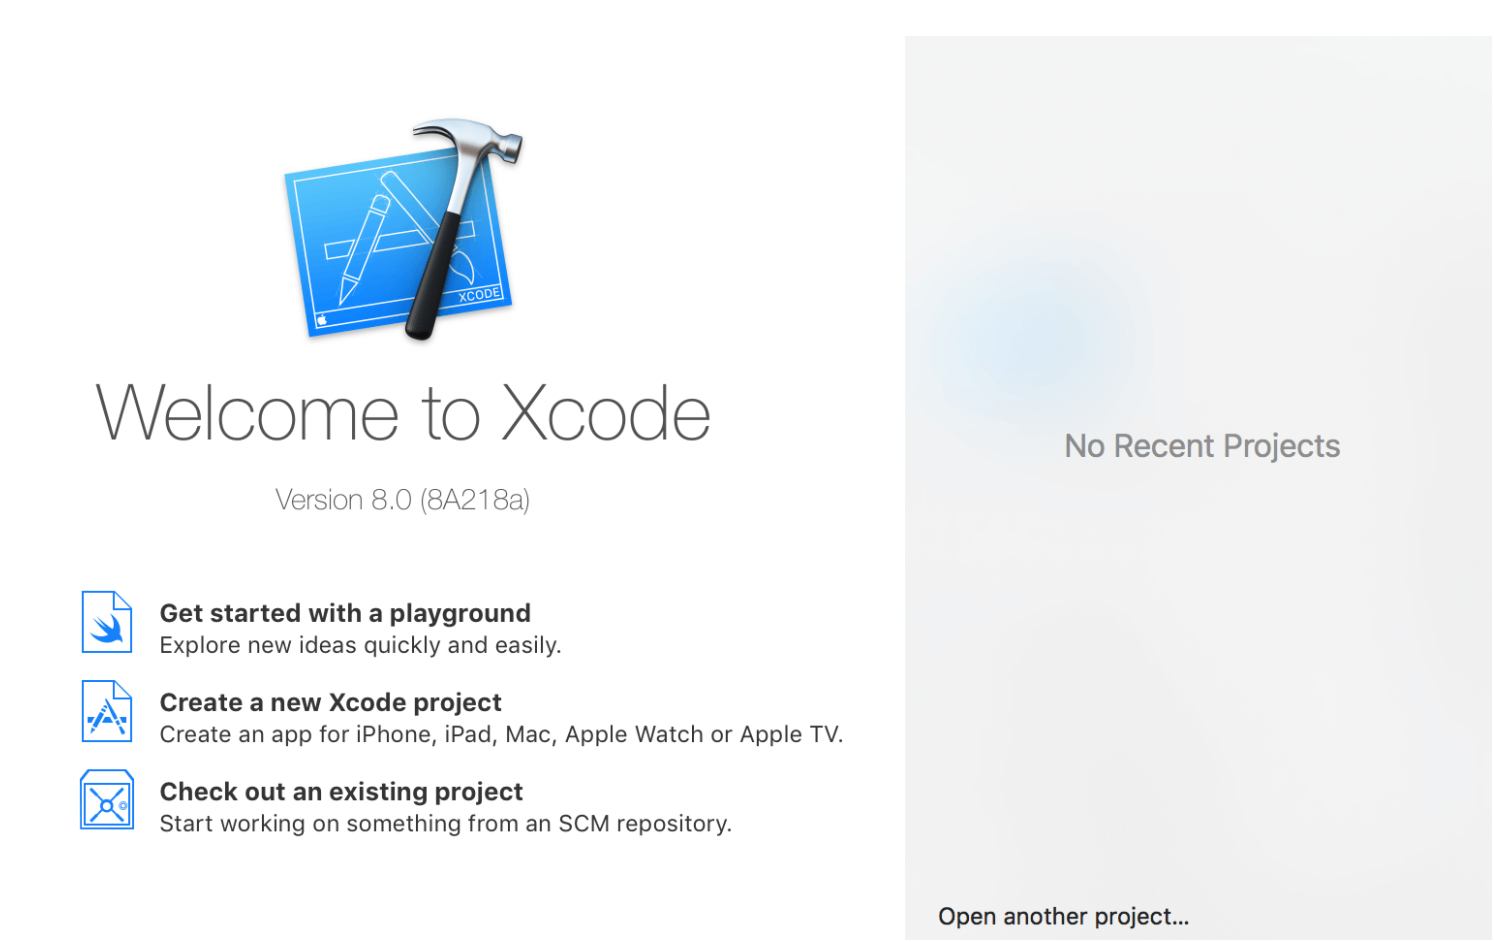 XCODE
Welcome to Xcode
Version 8.0 (8A218a)
Get started with a playground
Explore new ideas quickly and easily.
Create a new Xcode project
Create an app for iPhone, iPad, Mac, Apple Watch or Apple TV.
Check out an existing project
Start working on something from an SCM repository.
No Recent Projects
Open another project...